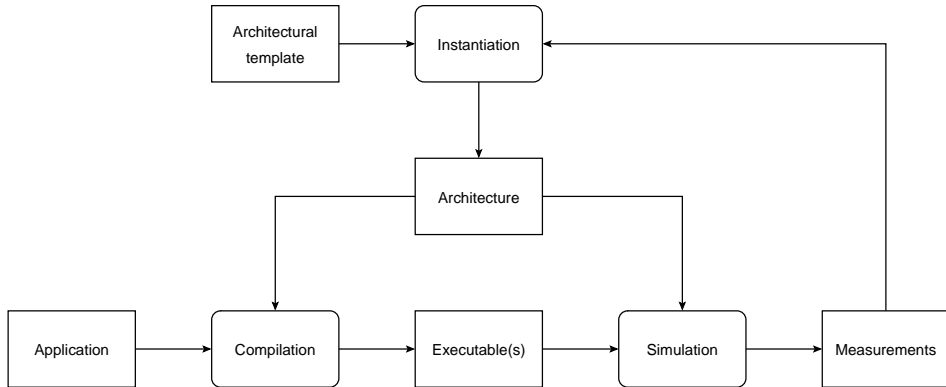 Architectural
template
Instantiation
Architecture
Application
Compilation
Executable(s)
Simulation
Measurements